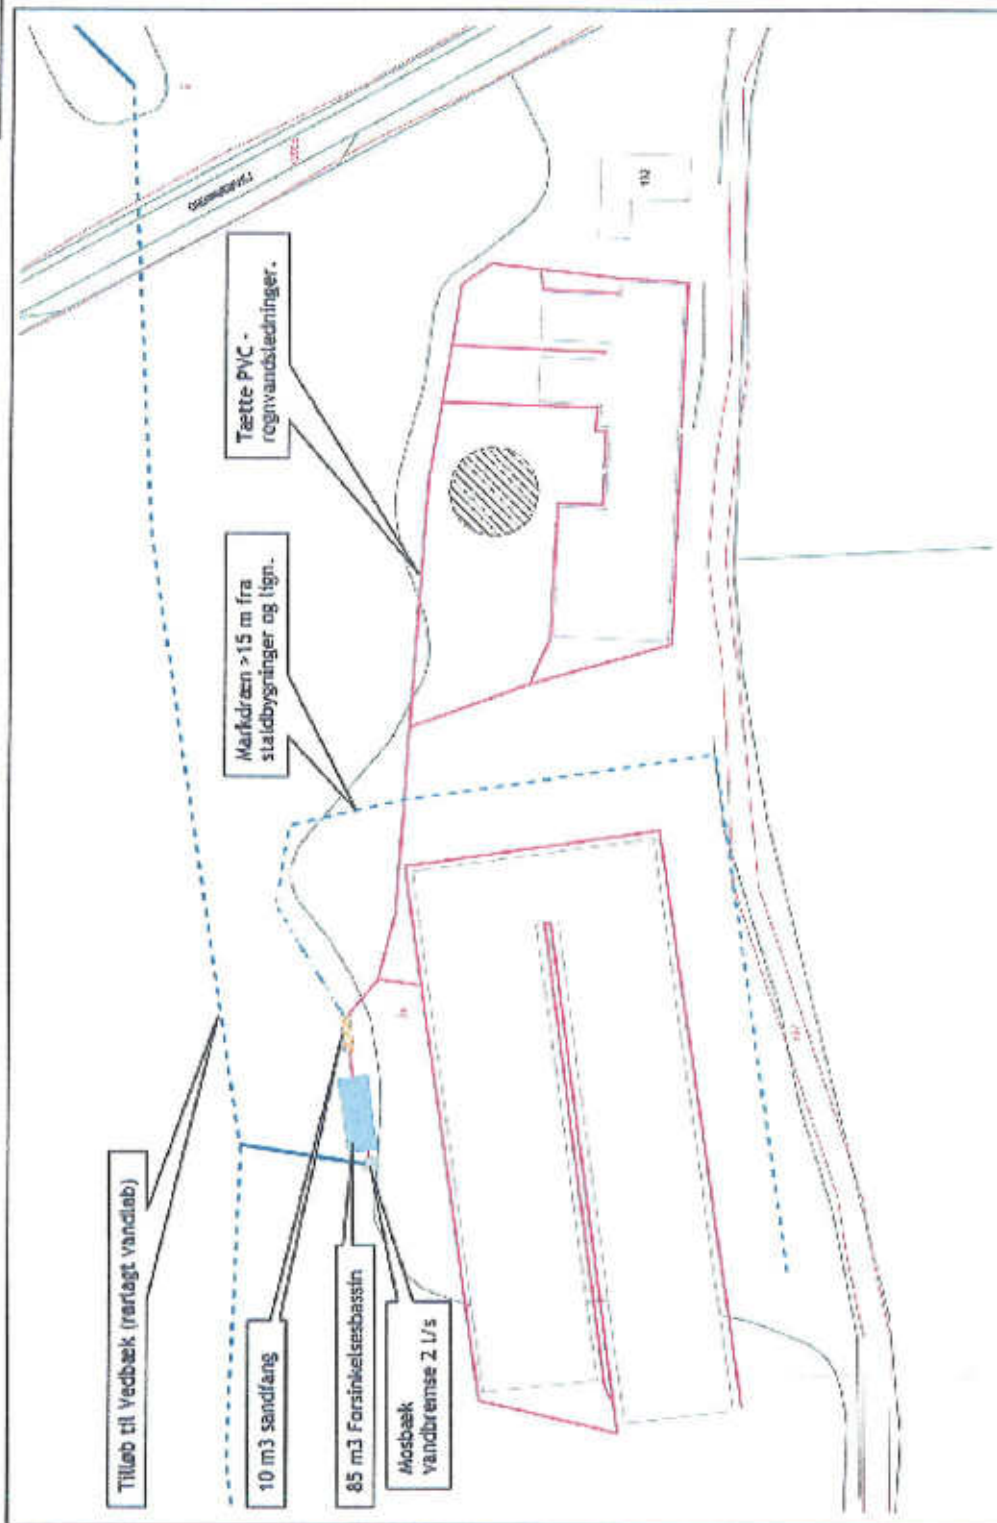 Tilløb til Vedbæk (rørlagt vandløb)
10 m3 sandfang
85 m3 Forsinkelsesbassin
Mosbæk
vandbremse 2 l/s
Markdræn >15 m fra
staldbygninger og lign.
Tætte PVC -
regnvandsledninger.
132